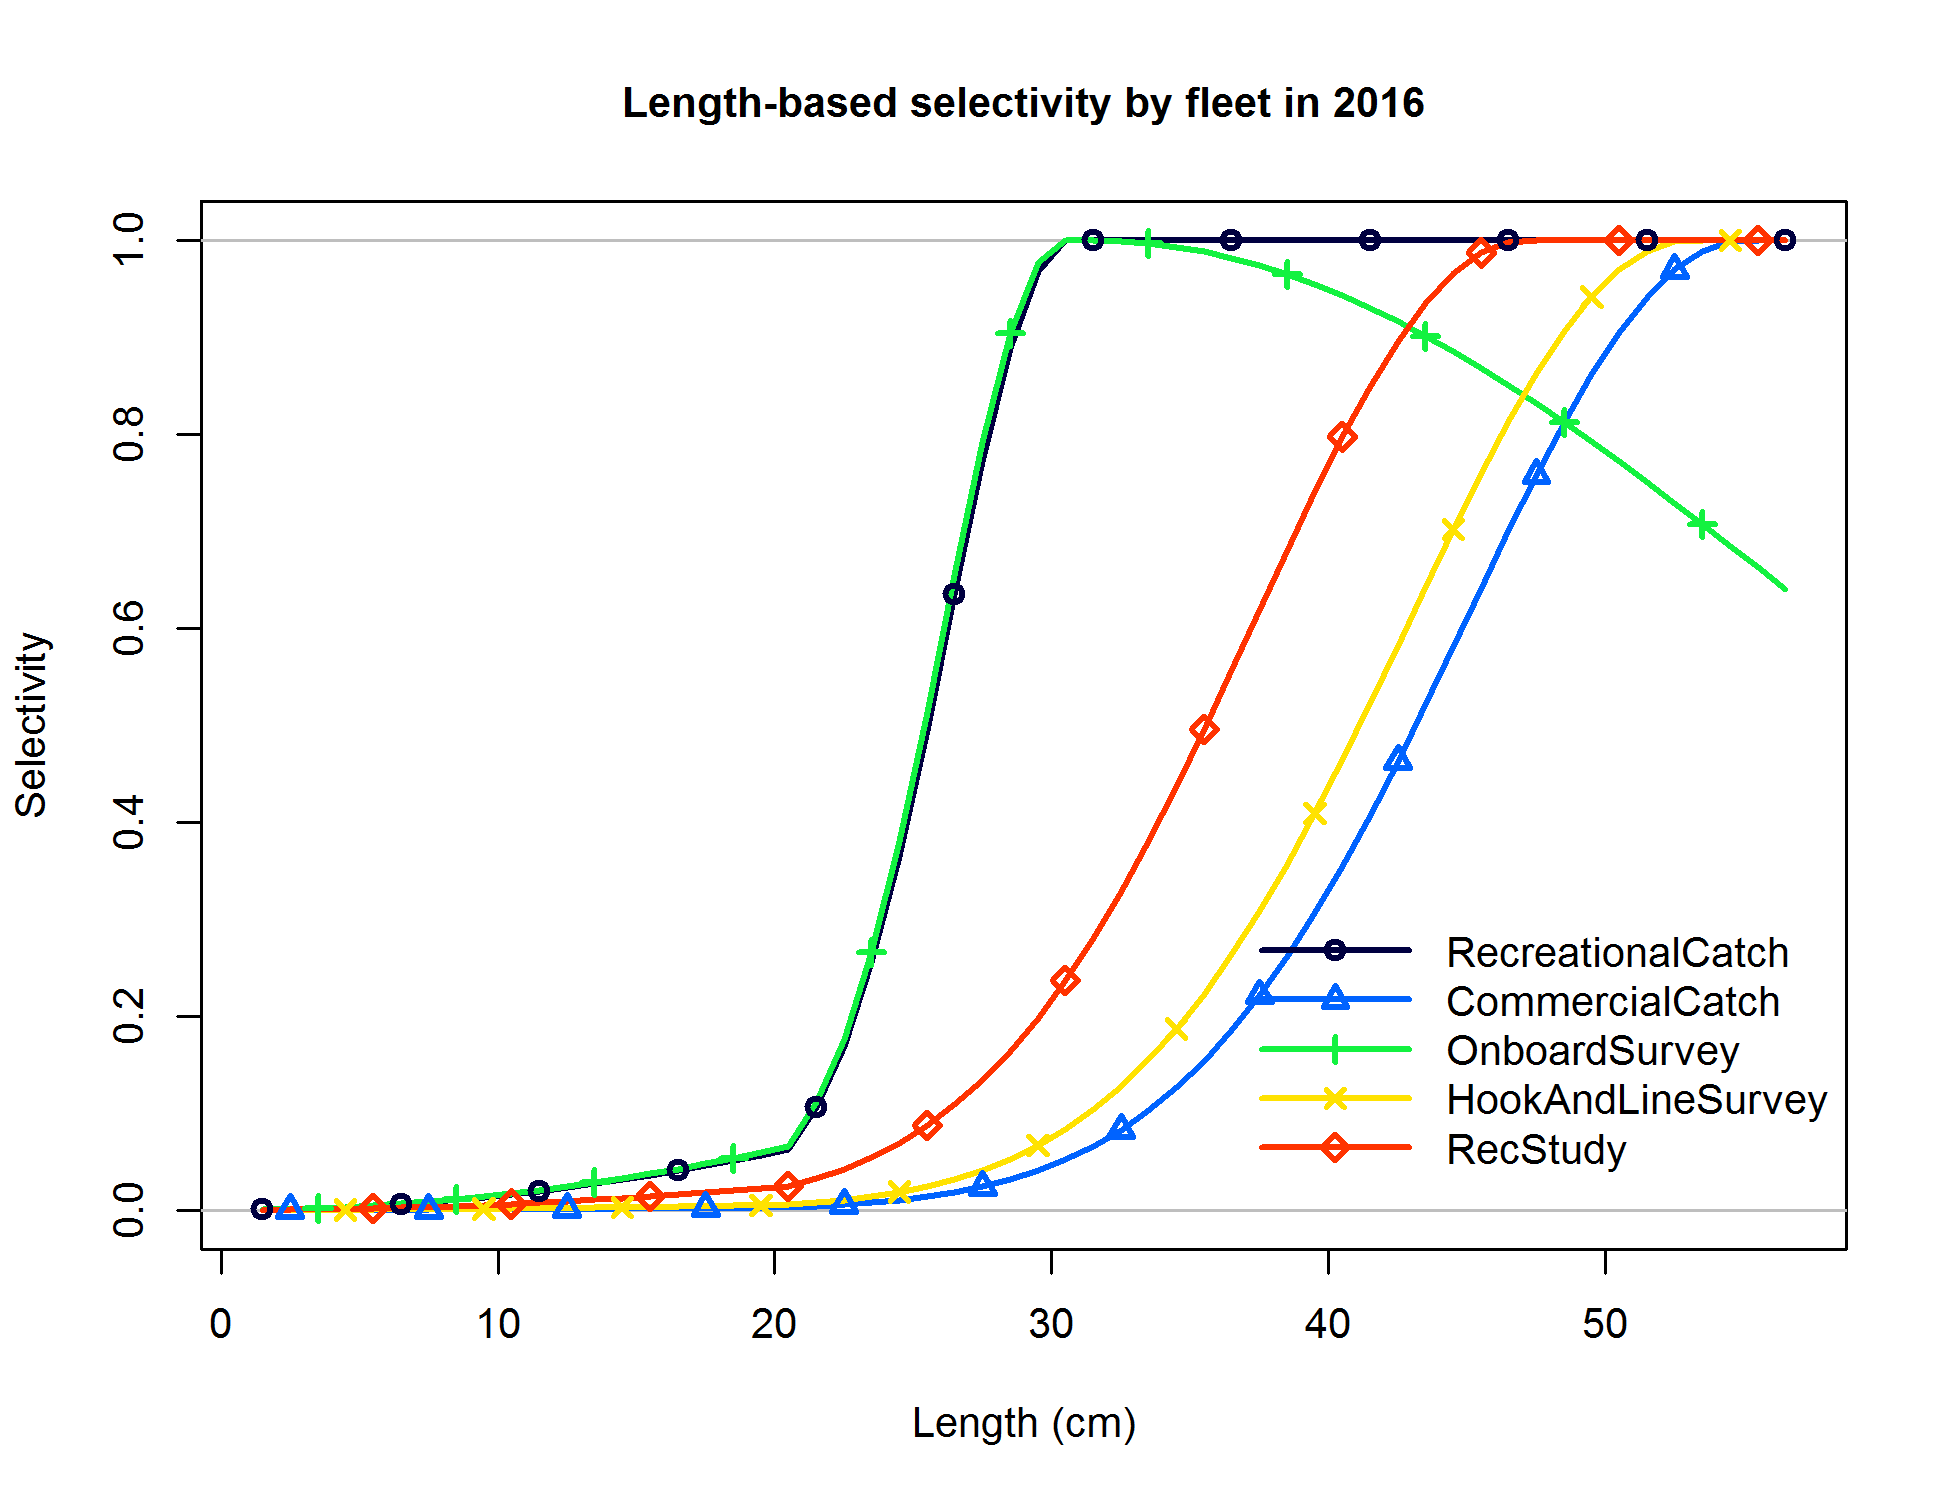 Length-based selectivity by fleet in 2016
Selectivity
1.0
0.8
0.6
0.4
0.2
0.0
RecreationalCatch
CommercialCatch
OnboardSurvey
HookAndLineSurvey
RecStudy
0 10 20 30 40 50
Length (cm)